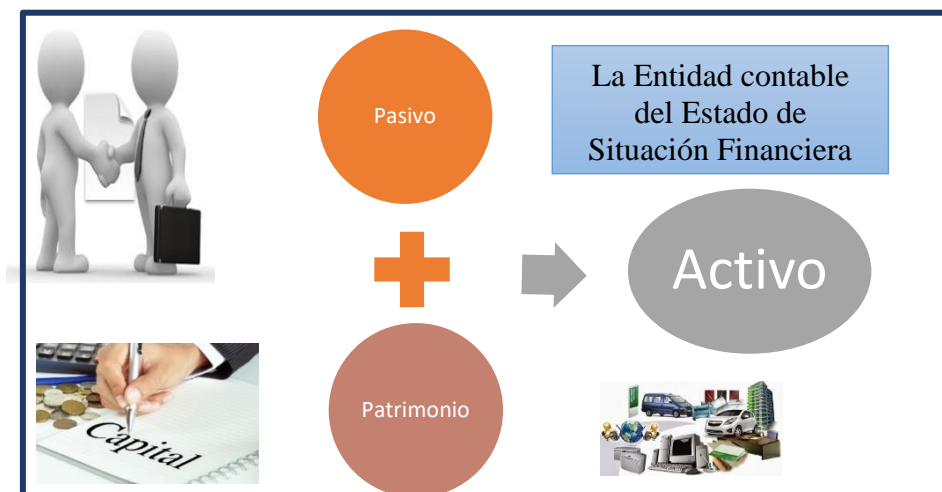 Pasivo
La Entidad contable
del Estado de
Situación Financiera
Activo
Patrimonio
Capital